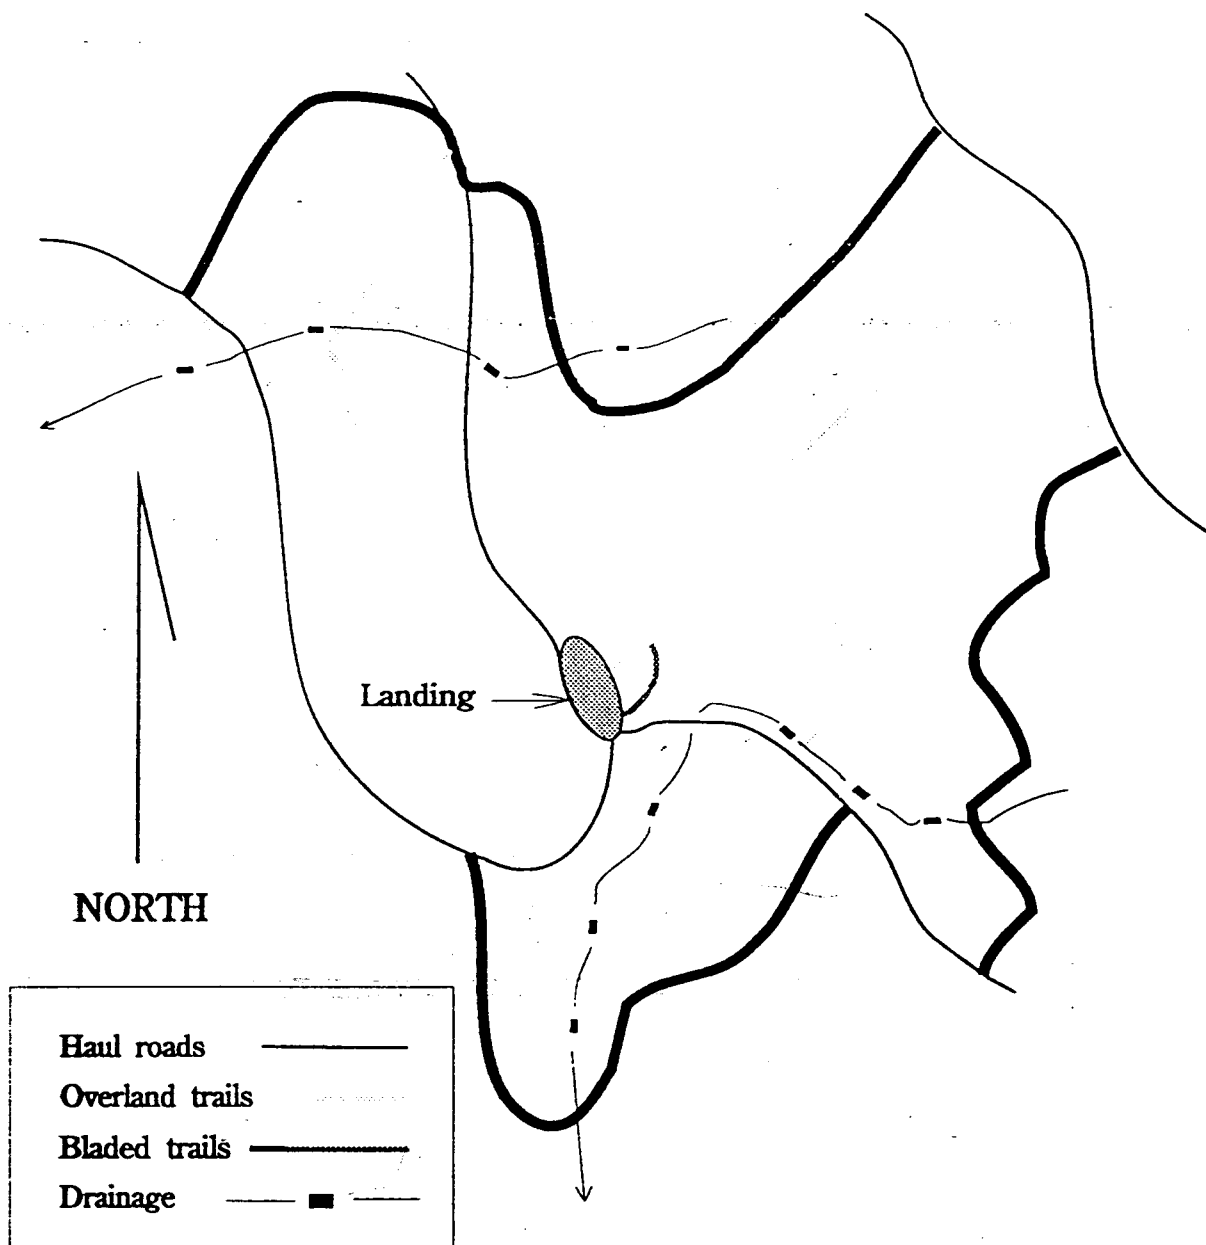 Landing
NORTH
Haul roads
Overland trails
Bladed trails
Drainage